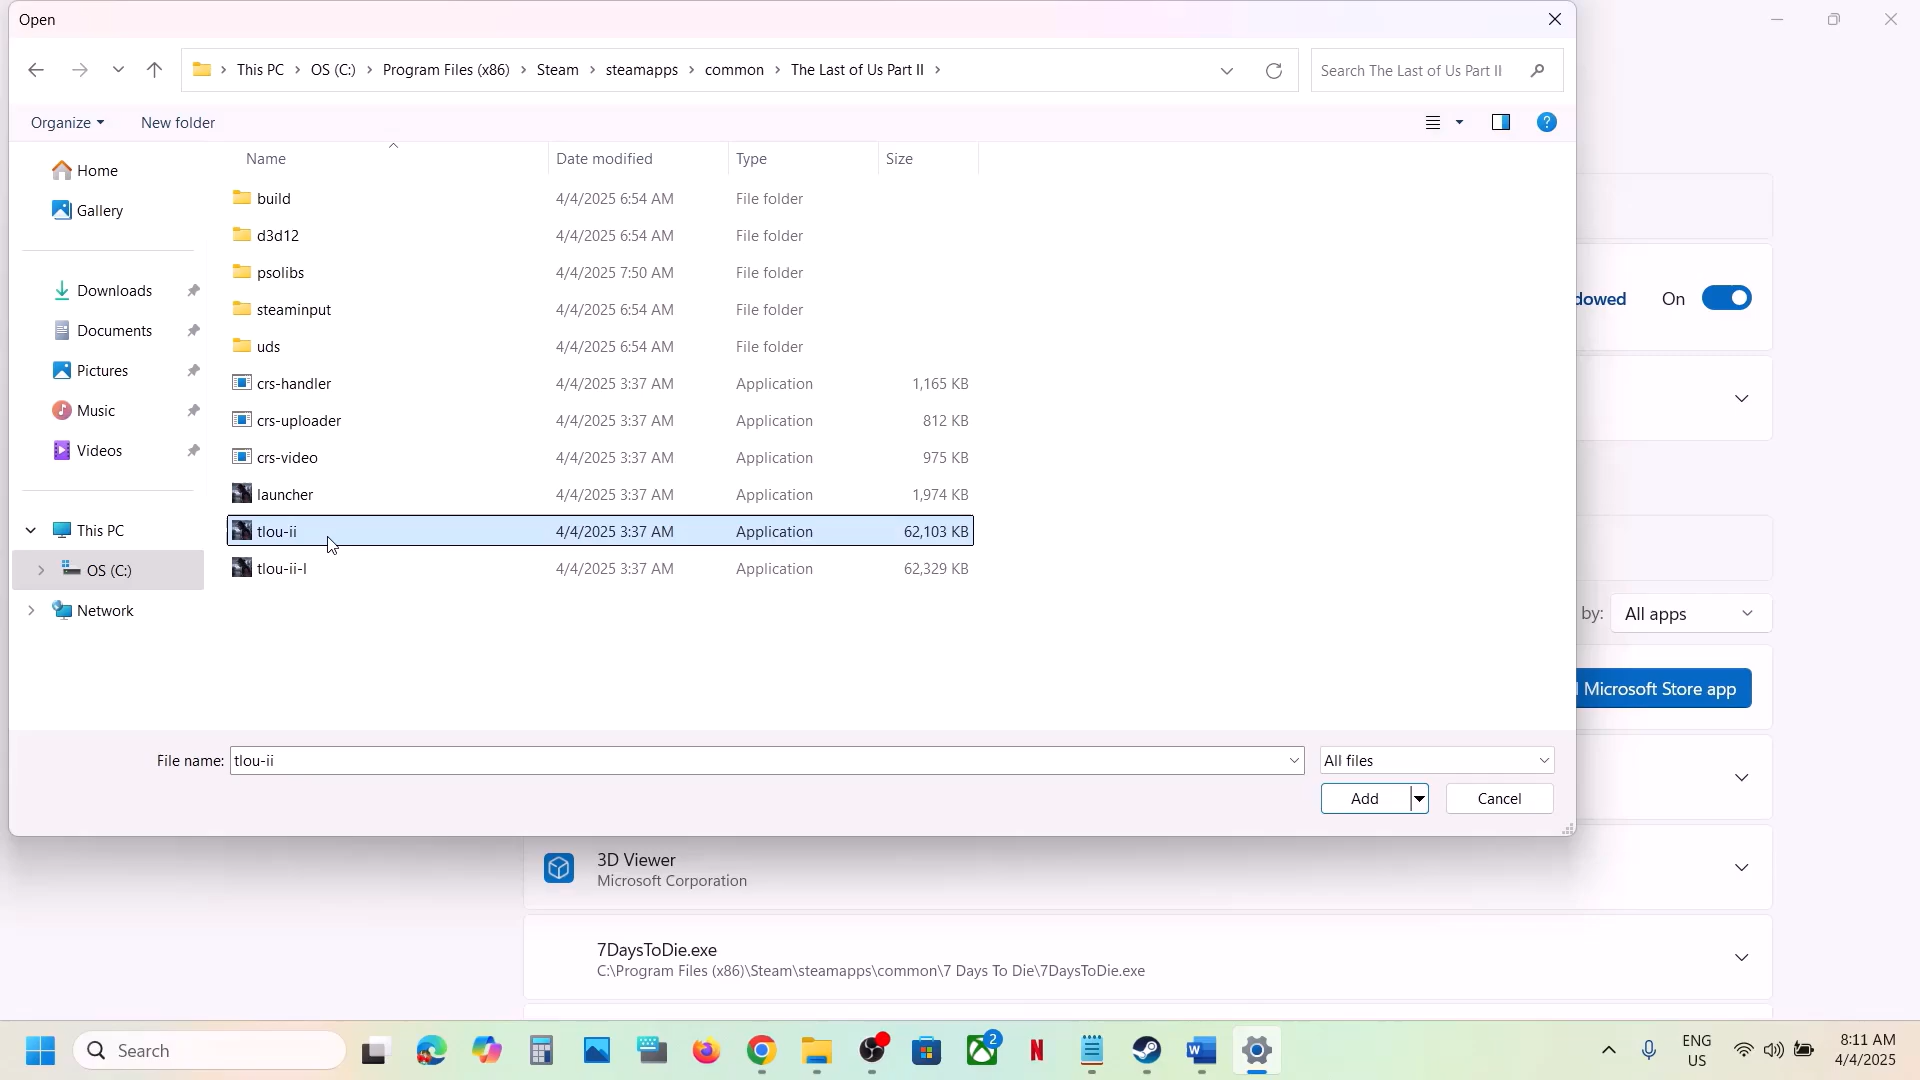 Open
This PC > OS (C:) > Program Files (x86) > Steam > steamapps > common > The Last of Us Part II >
Search The Last of Us Part II
Organize
New folder
Name
Date modified
Type
Size
Home
Gallery
Downloads
Documents
Pictures
Music
Videos
This PC
OS (C:)
Network
build 4/4/2025 6:54 AM File folder
d3d12 4/4/2025 6:54 AM File folder
psolibs 4/4/2025 7:50 AM File folder
steaminput 4/4/2025 6:54 AM File folder
uds 4/4/2025 6:54 AM File folder
crs-handler 4/4/2025 3:37 AM Application 1,165 KB
crs-uploader 4/4/2025 3:37 AM Application 812 KB
crs-video 4/4/2025 3:37 AM Application 975 KB
launcher 4/4/2025 3:37 AM Application 1,974 KB
tlou-ii 4/4/2025 3:37 AM Application 62,103 KB
tlou-ii-l 4/4/2025 3:37 AM Application 62,329 KB
File name: tlou-ii
All files
Add
Cancel
On
by: All apps
Microsoft Store app
3D Viewer
Microsoft Corporation
7DaysToDie.exe
C:\Program Files (x86)\Steam\steamapps\common\7 Days To Die\7DaysToDie.exe
Search
2
ENG
US
8:11 AM
4/4/2025